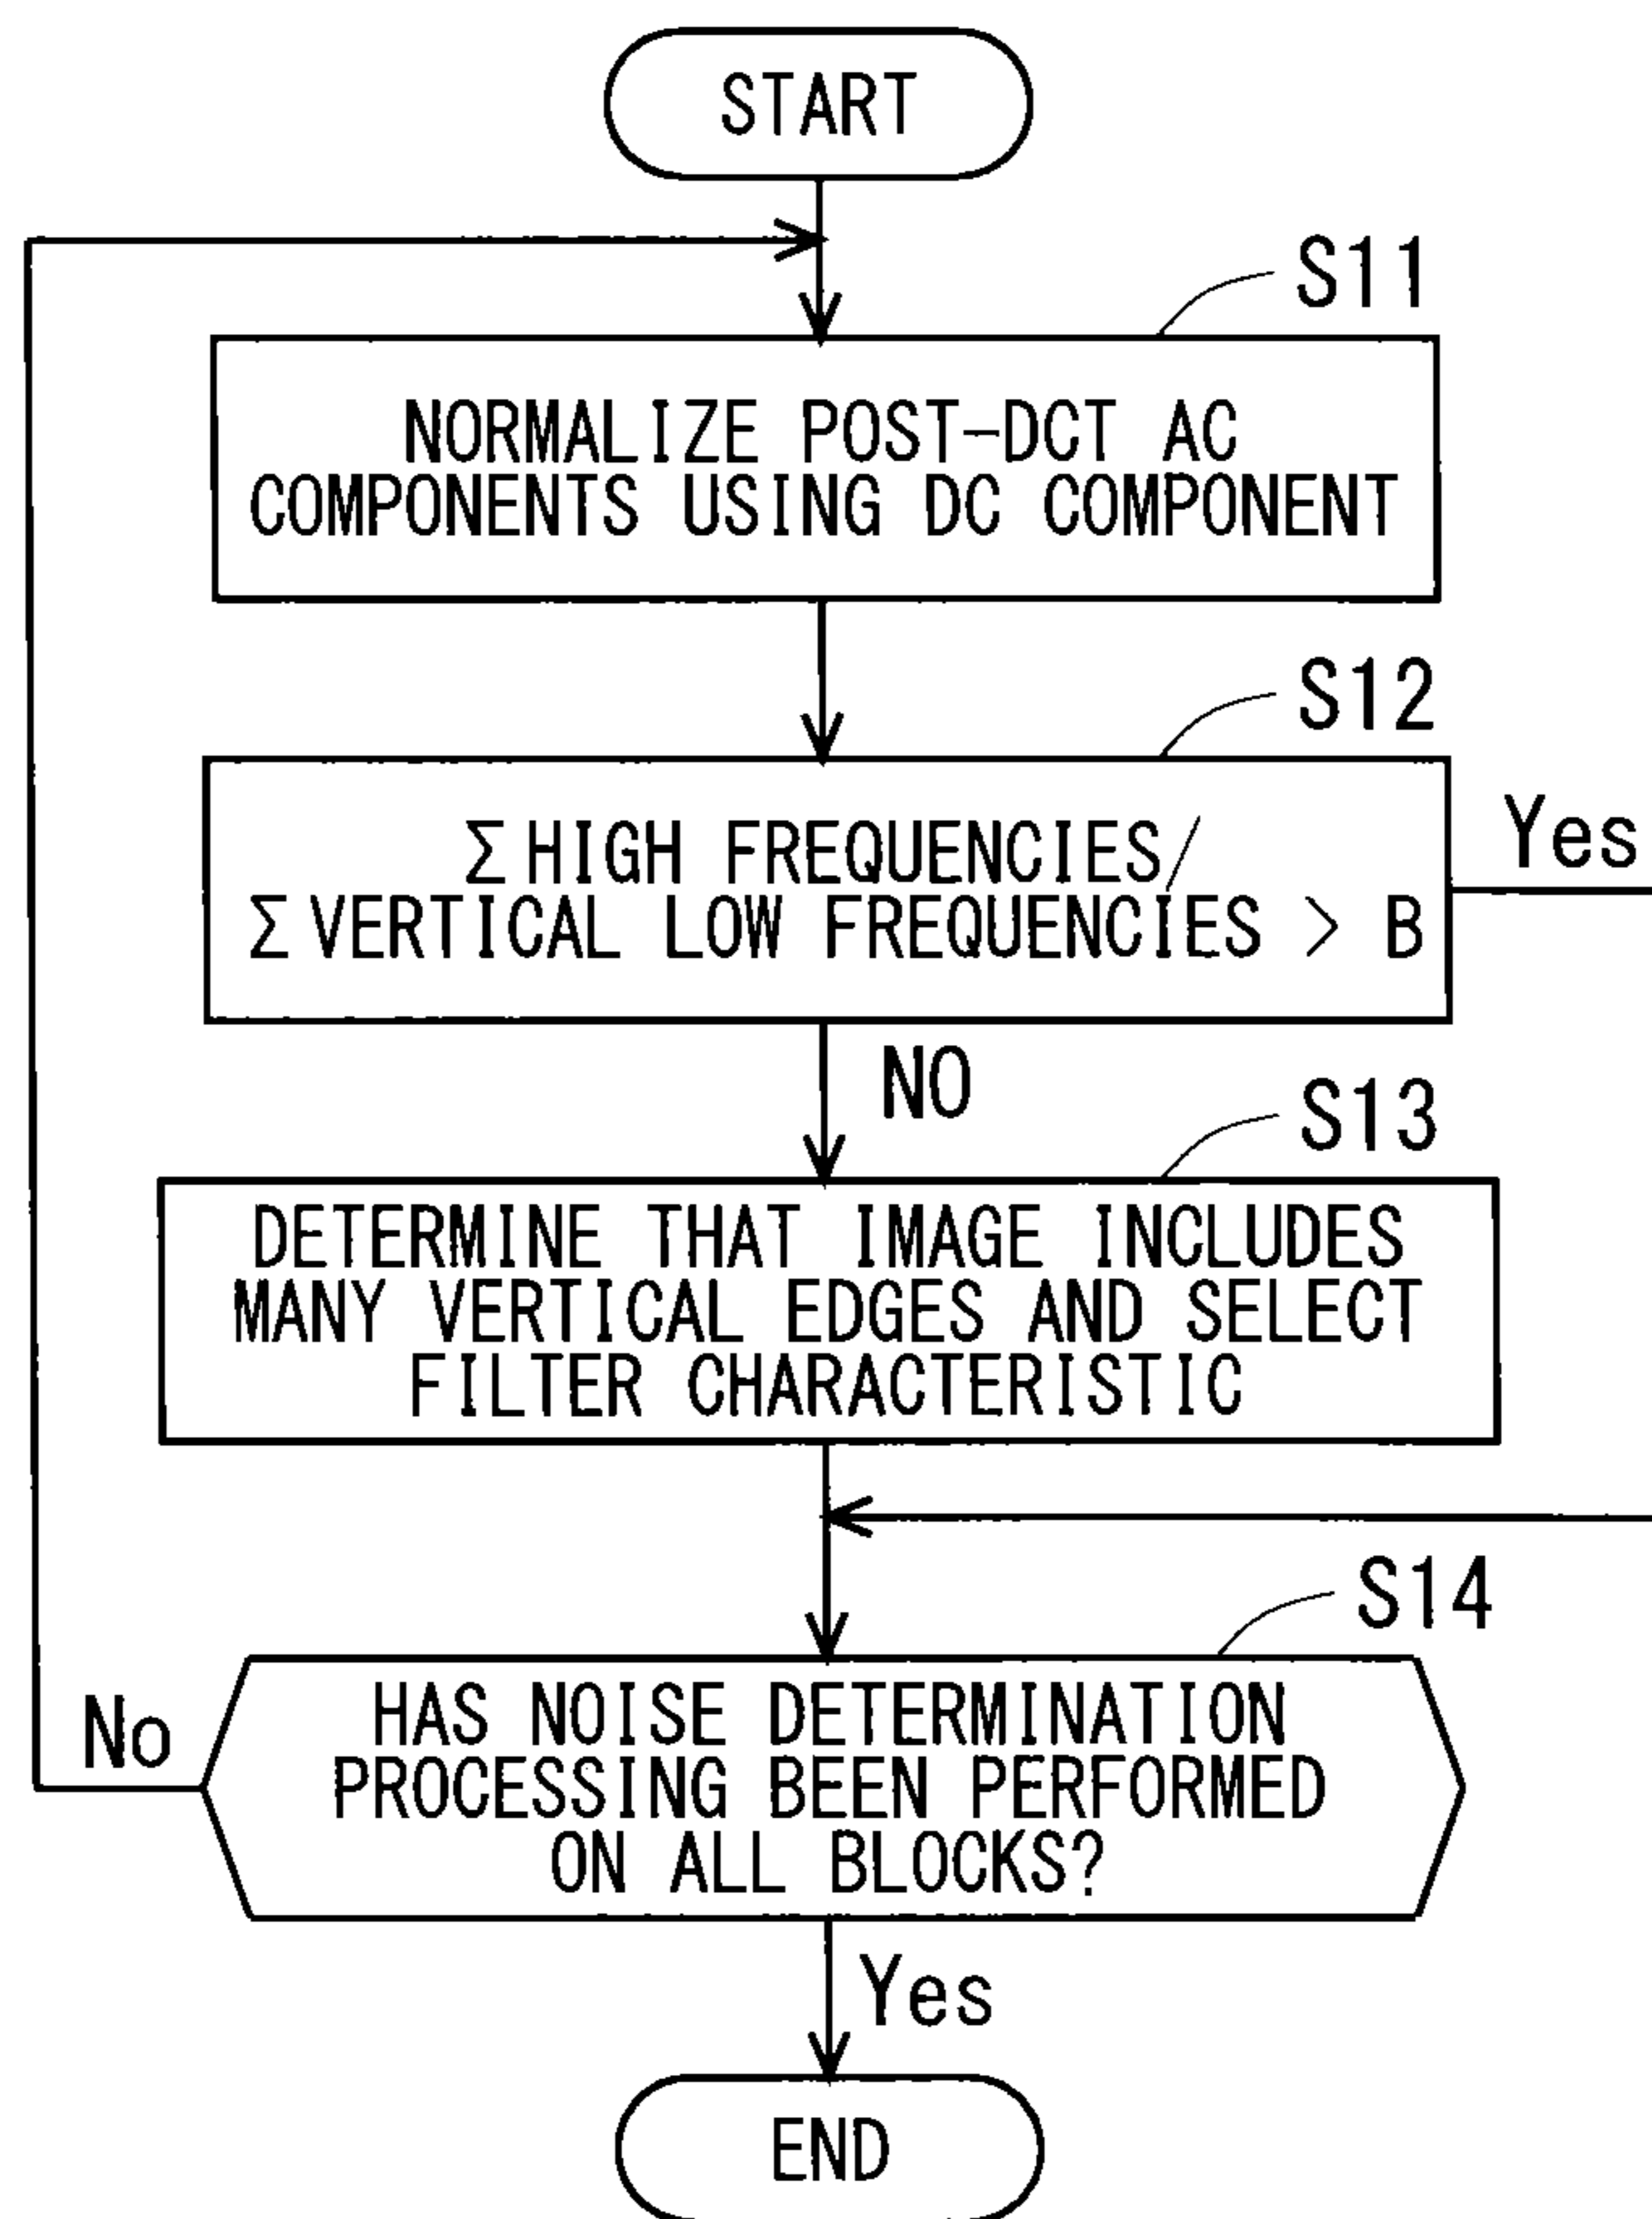 START
S11
NORMALIZE POST-DCT AC
COMPONENTS USING DC COMPONENT
S12
Σ HIGH FREQUENCIES/
Σ VERTICAL LOW FREQUENCIES > B
Yes
NO
S13
DETERMINE THAT IMAGE INCLUDES
MANY VERTICAL EDGES AND SELECT
FILTER CHARACTERISTIC
S14
HAS NOISE DETERMINATION
PROCESSING BEEN PERFORMED
ON ALL BLOCKS?
No
Yes
END